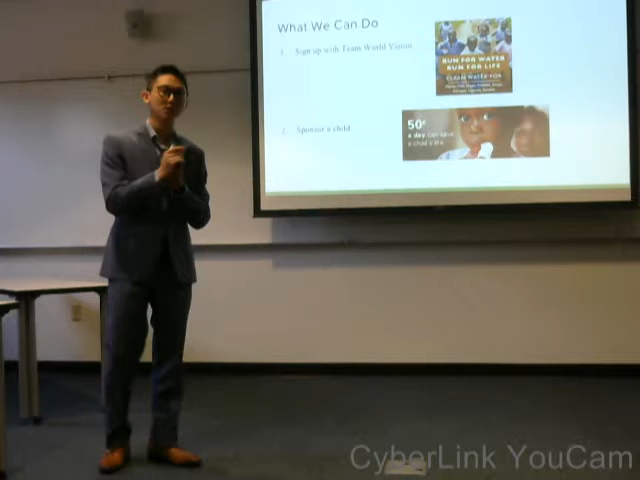 What We Can Do
1. Sign up with Team World Vision
RUN FOR WATER
RUN FOR LIFE
CLEAN WATER FOR
2. Sponsor a child
50¢
a day can save
a child's life.
CyberLink YouCam